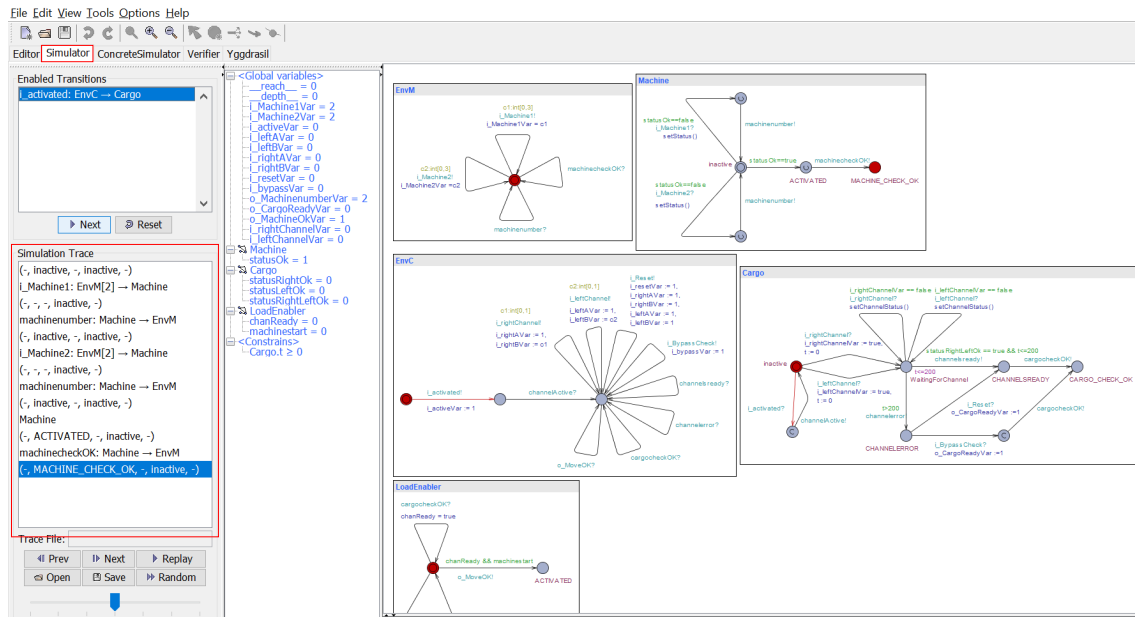 File Edit View Tools Options Help
Editor Simulator ConcreteSimulator Verifier Yggdrasil
Enabled Transitions
i_activated: EnvC → Cargo
Next Reset
Simulation Trace
(-, inactive, -, inactive, -)
i_Machine1: EnvM[2] → Machine
(-, -, -, inactive, -)
machinenumber: Machine → EnvM
(-, inactive, -, inactive, -)
i_Machine2: EnvM[2] → Machine
(-, -, -, inactive, -)
machinenumber: Machine → EnvM
(-, inactive, -, inactive, -)
Machine
(-, ACTIVATED, -, inactive, -)
machinecheckOK: Machine → EnvM
(-, MACHINE_CHECK_OK, -, inactive, -)
Trace File:
Prev Next Replay
Open Save Random
<Global variables>
__reach__ = 0
__depth__ = 0
i_Machine1Var = 2
i_Machine2Var = 2
i_activeVar = 0
i_leftAVar = 0
i_leftBVar = 0
i_rightAVar = 0
i_rightBVar = 0
i_resetVar = 0
i_bypassVar = 0
o_MachinenumberVar = 2
o_CargoReadyVar = 0
o_MachineOkVar = 1
i_rightChannelVar = 0
i_leftChannelVar = 0
Machine
statusOk = 1
Cargo
statusRightOk = 0
statusLeftOk = 0
statusRightLeftOk = 0
LoadEnabler
chanReady = 0
machinestart = 0
<Constrains>
Cargo.t ≥ 0
EnvM
c1:int[0,3]
i_Machine1!
i_Machine1Var = c1
c2:int[0,3]
i_Machine2!
i_Machine2Var =c2
machinecheckOK?
machinenumber?
Machine
statusOk==false
i_Machine1?
setStatus()
machinenumber!
inactive
statusOk==true
machinecheckOK!
ACTIVATED
MACHINE_CHECK_OK
statusOk==false
i_Machine2?
setStatus()
machinenumber!
EnvC
c1:int[0,1]
i_rightChannel!
i_rightAVar := 1,
i_rightBVar := c1
c2:int[0,1]
i_leftChannel!
i_leftAVar := 1,
i_leftBVar := c2
i_Reset!
i_resetVar := 1,
i_rightAVar := 1,
i_rightBVar := 1,
i_leftAVar := 1,
i_leftBVar := 1
i_BypassCheck!
i_bypassVar := 1
channelsready?
channelerror?
cargocheckOK?
o_MoveOK?
i_activated!
i_activeVar := 1
channelActive?
Cargo
i_rightChannelVar == false
i_rightChannel?
setChannelStatus()
i_leftChannelVar == false
i_leftChannel?
setChannelStatus()
i_rightChannel?
i_rightChannelVar := true,
t := 0
inactive
i_leftChannel?
i_leftChannelVar := true,
t := 0
i_activated?
channelActive!
statusRightLeftOk == true && t<=200
channelsready!
cargocheckOK!
t<=200
WaitingForChannel
CHANNELSREADY
CARGO_CHECK_OK
t>200
channelerror!
i_Reset?
o_CargoReadyVar :=1
cargocheckOK!
CHANNELERROR
i_BypassCheck?
o_CargoReadyVar :=1
LoadEnabler
cargocheckOK?
chanReady = true
chanReady && machinestart
o_MoveOK!
ACTIVATED